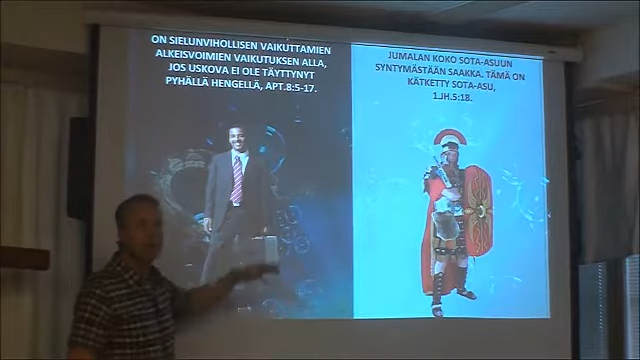 ON SIELUNVIHOLLISEN VAIKUTTAMIEN
ALKEISVOIMIEN VAIKUTUKSEN ALLA,
JOS USKOVA EI OLE TÄYTTYNYT
PYHÄLLÄ HENGELLÄ, APT.8:5-17.
JUMALAN KOKO SOTA-ASUUN
SYNTYMÄSTÄÄN SAAKKA. TÄMÄ ON
KÄTKETTY SOTA-ASU,
1.JH.5:18.